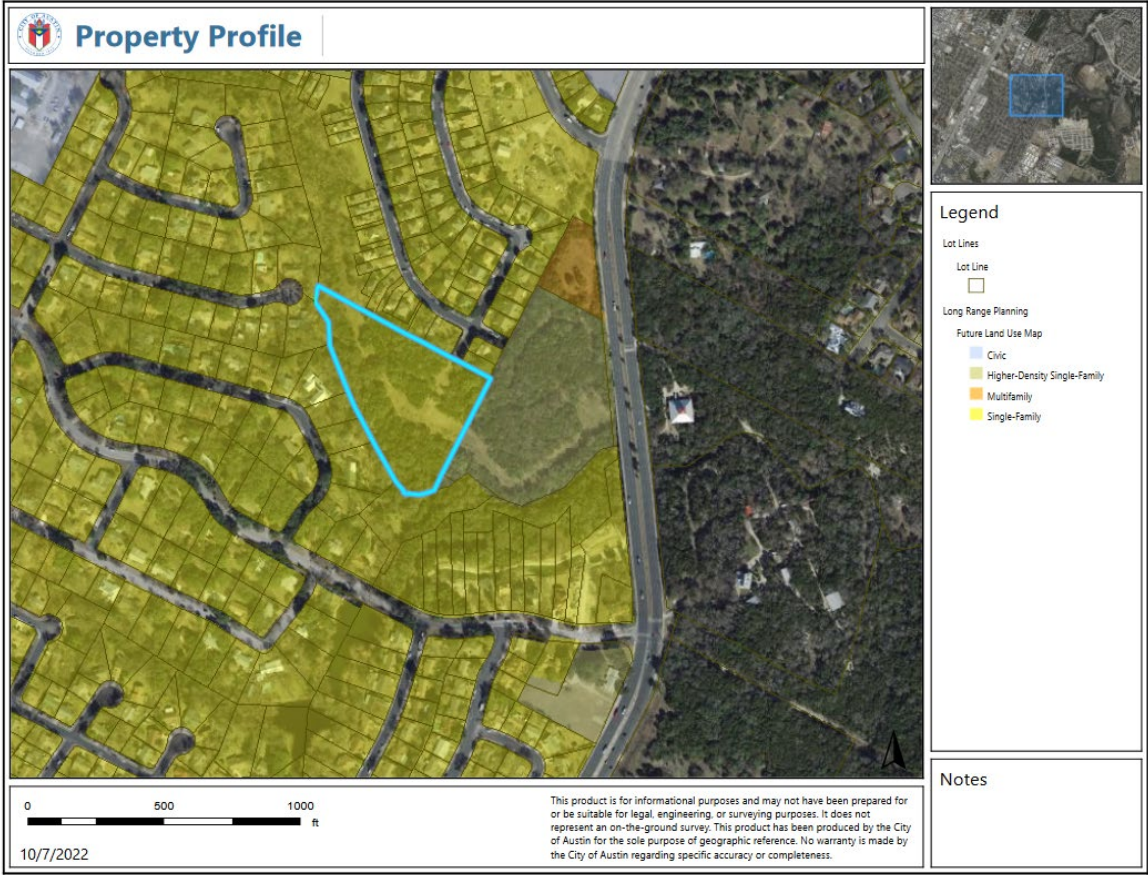 Property Profile
Legend
Lot Lines
Lot Line
Long Range Planning
Future Land Use Map
Civic
Higher-Density Single-Family
Multifamily
Single-Family
Notes
0 500 1000
ft
10/7/2022
This product is for informational purposes and may not have been prepared for
or be suitable for legal, engineering, or surveying purposes. It does not
represent an on-the-ground survey. This product has been produced by the City
of Austin for the sole purpose of geographic reference. No warranty is made by
the City of Austin regarding specific accuracy or completeness.